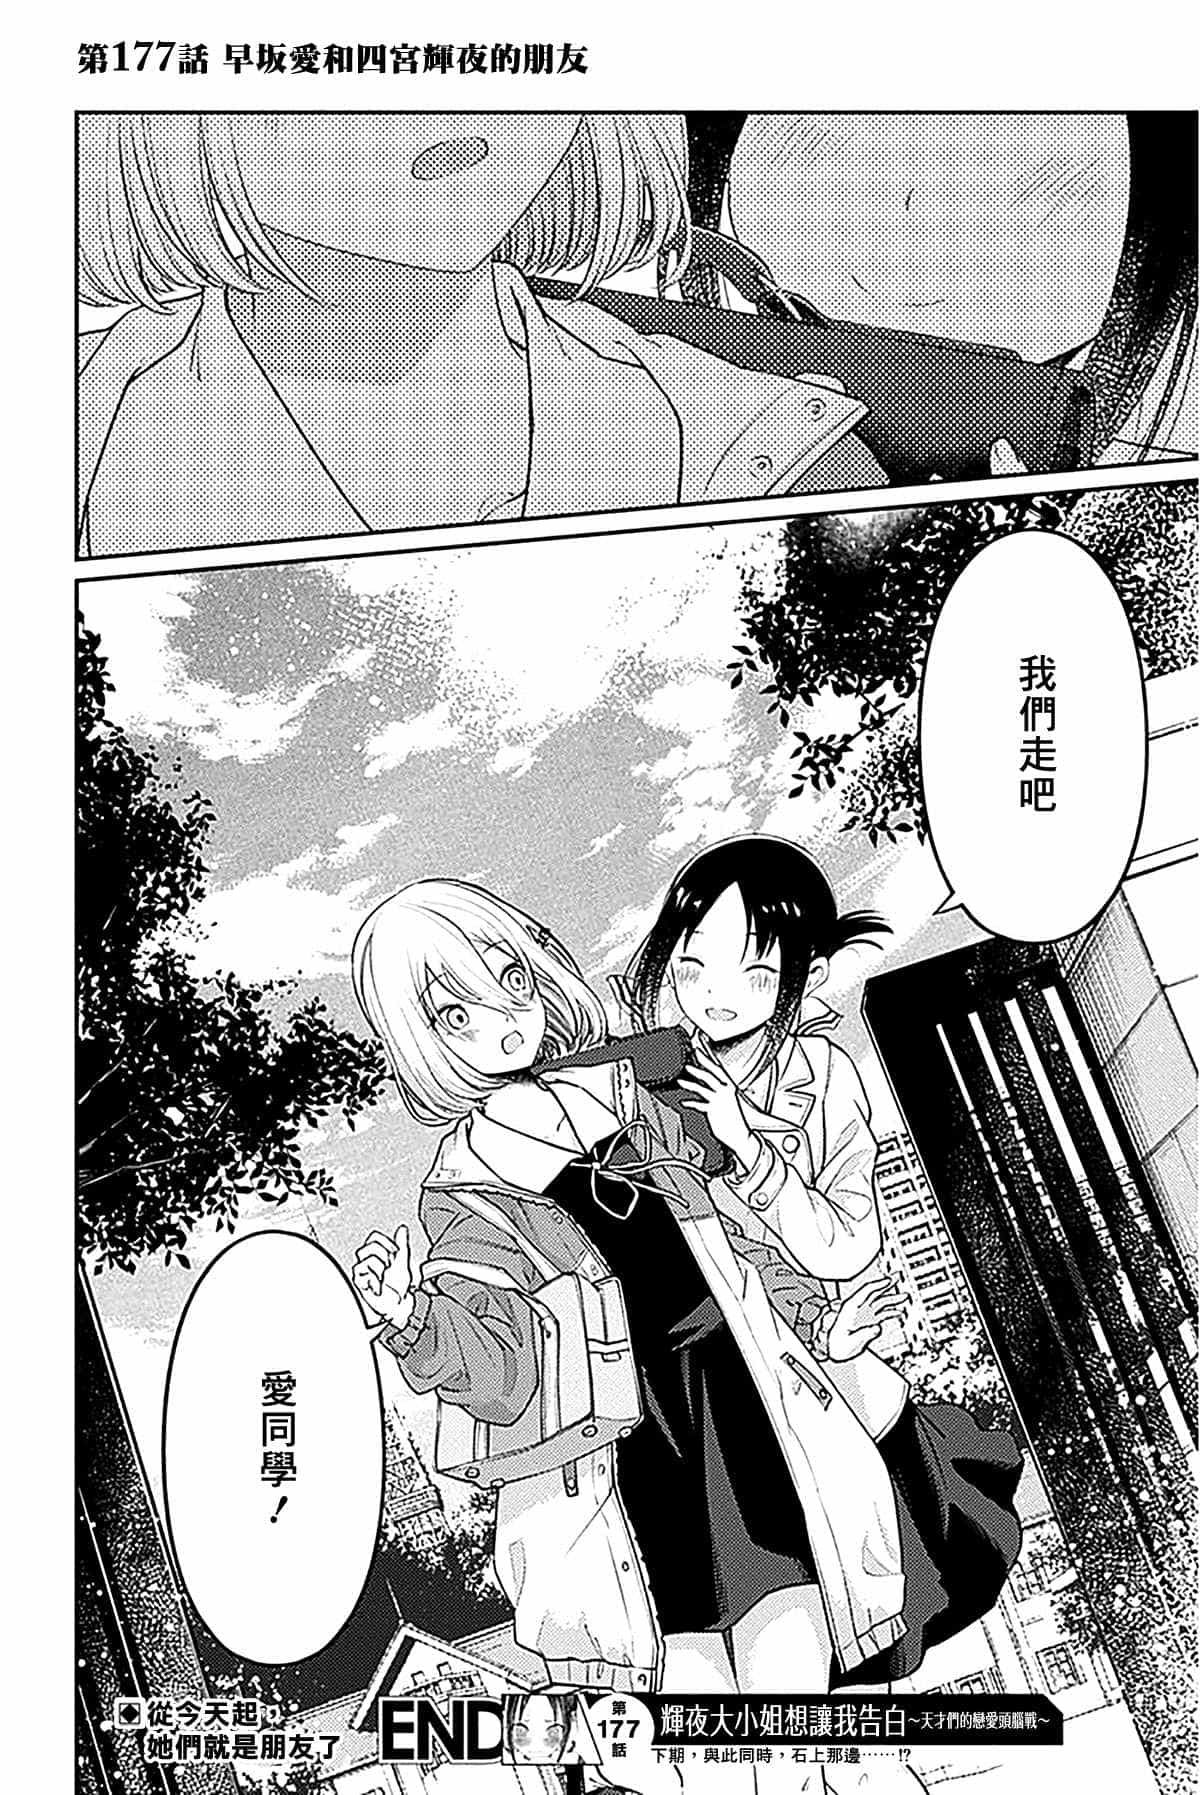 第177話 早坂愛和四宮輝夜的朋友
我們走吧
愛同學！
從今天起，
她們就是朋友了
END
第
177
話
輝夜大小姐想讓我告白～天才們的戀愛頭腦戰～
下期，與此同時，石上那邊……!?